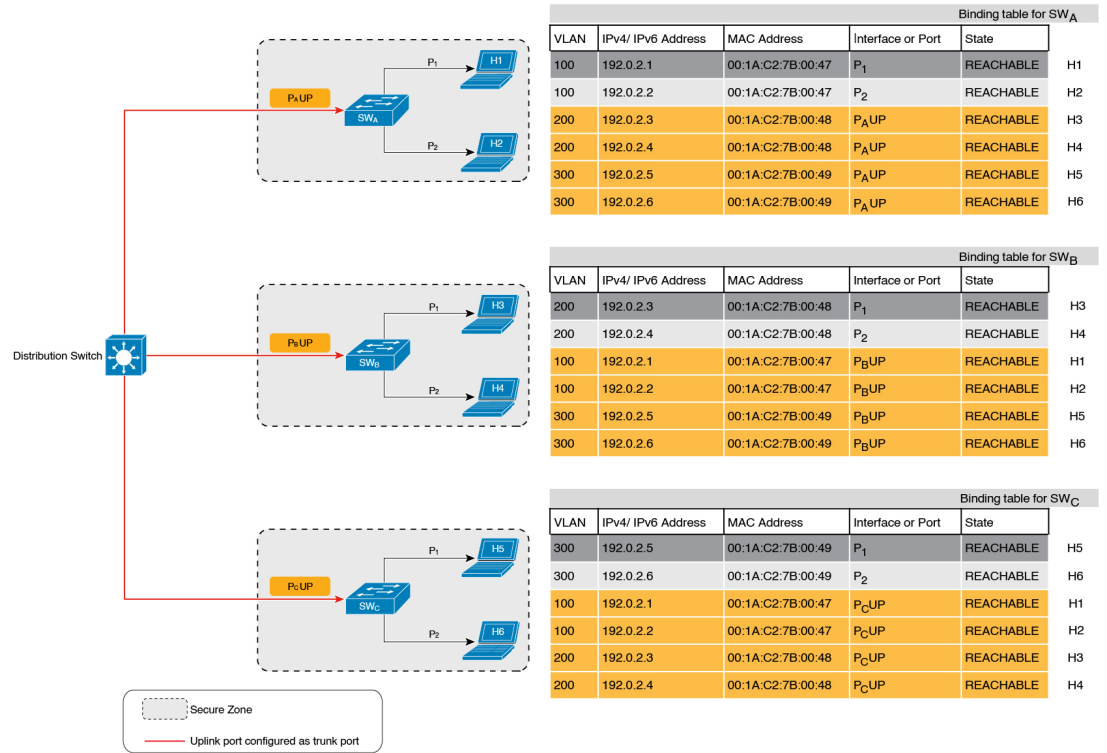 Binding table for SWA
VLAN IPv4/ IPv6 Address MAC Address Interface or Port State
100 192.0.2.1 00:1A:C2:7B:00:47 P1 REACHABLE H1
100 192.0.2.2 00:1A:C2:7B:00:47 P2 REACHABLE H2
200 192.0.2.3 00:1A:C2:7B:00:48 PAUP REACHABLE H3
200 192.0.2.4 00:1A:C2:7B:00:48 PAUP REACHABLE H4
300 192.0.2.5 00:1A:C2:7B:00:49 PAUP REACHABLE H5
300 192.0.2.6 00:1A:C2:7B:00:49 PAUP REACHABLE H6
PAUP
SWA
P1
H1
P2
H2
Binding table for SWB
VLAN IPv4/ IPv6 Address MAC Address Interface or Port State
200 192.0.2.3 00:1A:C2:7B:00:48 P1 REACHABLE H3
200 192.0.2.4 00:1A:C2:7B:00:48 P2 REACHABLE H4
100 192.0.2.1 00:1A:C2:7B:00:47 PBUP REACHABLE H1
100 192.0.2.2 00:1A:C2:7B:00:47 PBUP REACHABLE H2
300 192.0.2.5 00:1A:C2:7B:00:49 PBUP REACHABLE H5
300 192.0.2.6 00:1A:C2:7B:00:49 PBUP REACHABLE H6
Distribution Switch
PBUP
SWB
P1
H3
P2
H4
Binding table for SWC
VLAN IPv4/ IPv6 Address MAC Address Interface or Port State
300 192.0.2.5 00:1A:C2:7B:00:49 P1 REACHABLE H5
300 192.0.2.6 00:1A:C2:7B:00:49 P2 REACHABLE H6
100 192.0.2.1 00:1A:C2:7B:00:47 PCUP REACHABLE H1
100 192.0.2.2 00:1A:C2:7B:00:47 PCUP REACHABLE H2
200 192.0.2.3 00:1A:C2:7B:00:48 PCUP REACHABLE H3
200 192.0.2.4 00:1A:C2:7B:00:48 PCUP REACHABLE H4
PCUP
SWC
P1
H5
P2
H6
Secure Zone
Uplink port configured as trunk port